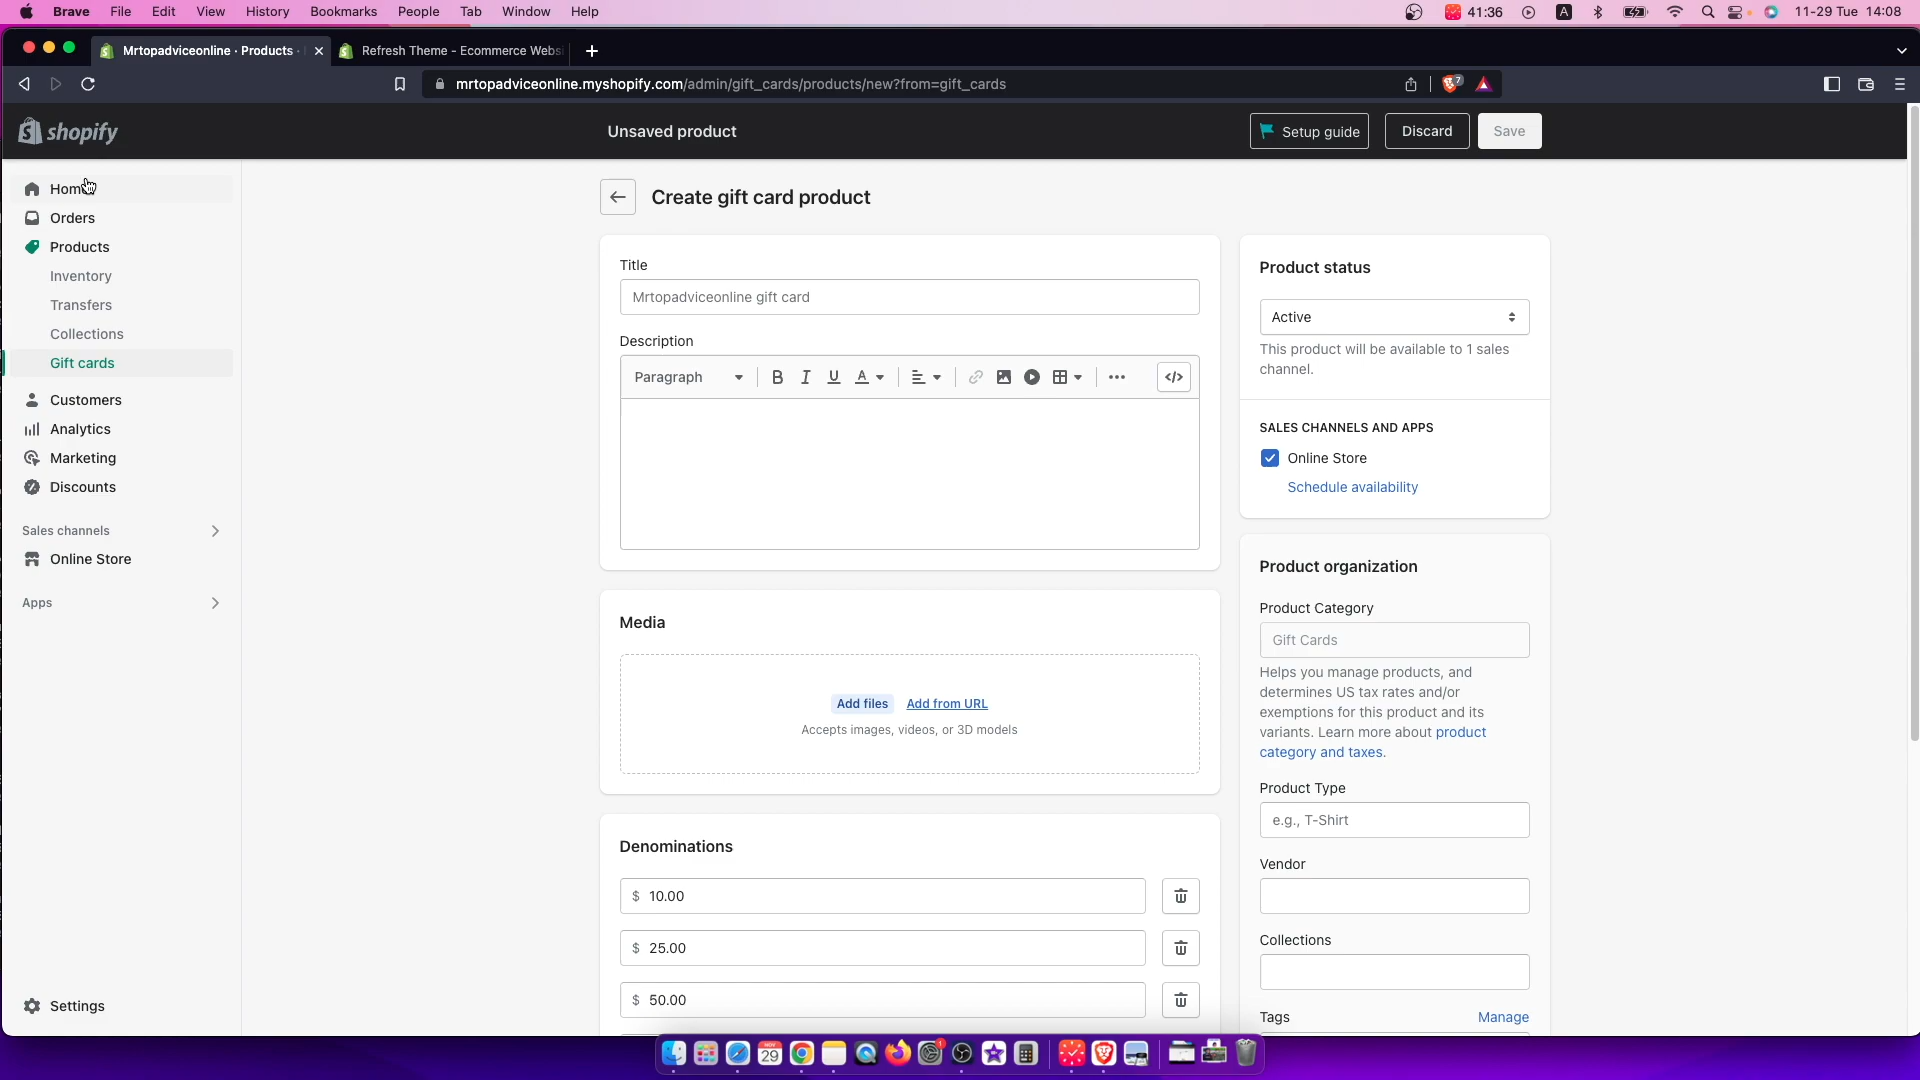 Brave File Edit View History Bookmarks People Tab Window Help 41:36 A 11-29 Tue 14:08
Mrtopadviceonline · Products · Refresh Theme - Ecommerce Websi
mrtopadviceonline.myshopify.com/admin/gift_cards/products/new?from=gift_cards 7
shopify Unsaved product Setup guide Discard Save
Home
Orders
Products
Inventory
Transfers
Collections
Gift cards
Customers
Analytics
Marketing
Discounts
Sales channels
Online Store
Apps
Settings
Create gift card product
Title
Mrtopadviceonline gift card
Description
Paragraph B I U A </>
Media
Add files Add from URL
Accepts images, videos, or 3D models
Denominations
$ 10.00
$ 25.00
$ 50.00
Product status
Active
This product will be available to 1 sales
channel.
SALES CHANNELS AND APPS
Online Store
Schedule availability
Product organization
Product Category
Gift Cards
Helps you manage products, and
determines US tax rates and/or
exemptions for this product and its
variants. Learn more about product
category and taxes.
Product Type
e.g., T-Shirt
Vendor
Collections
Tags Manage
NOV
29
1